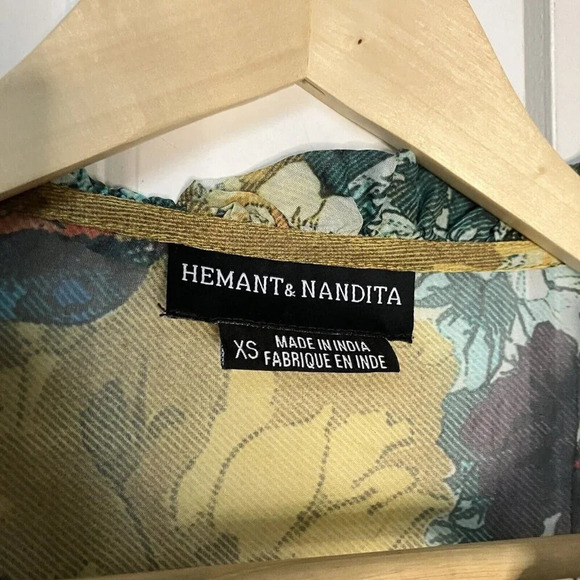 HEMANT & NANDITA
XS
MADE IN INDIA
FABRIQUE EN INDE